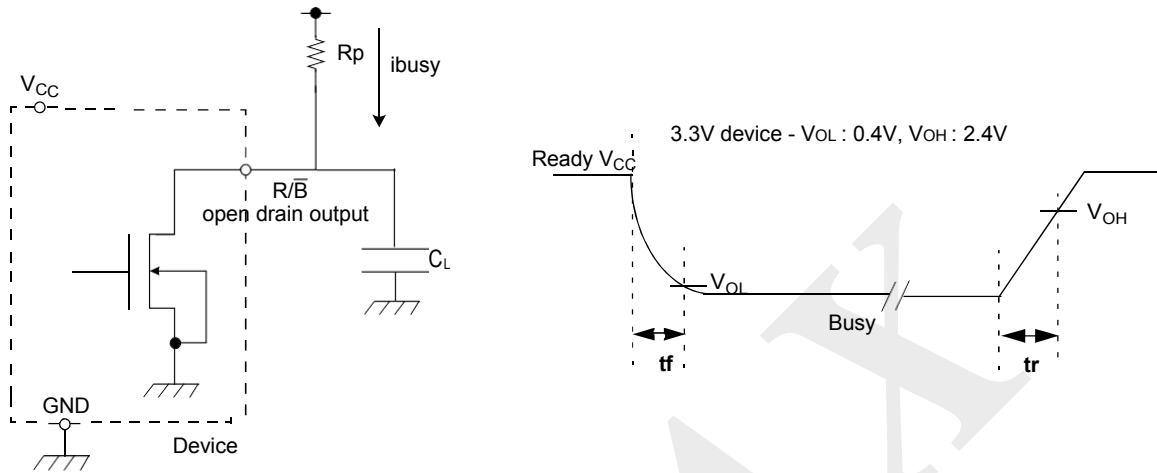 Rp
ibusy
VCC
R/B̅
open drain output
CL
GND
Device
3.3V device - VOL : 0.4V, VOH : 2.4V
Ready VCC
VOH
VOL
Busy
tf
tr